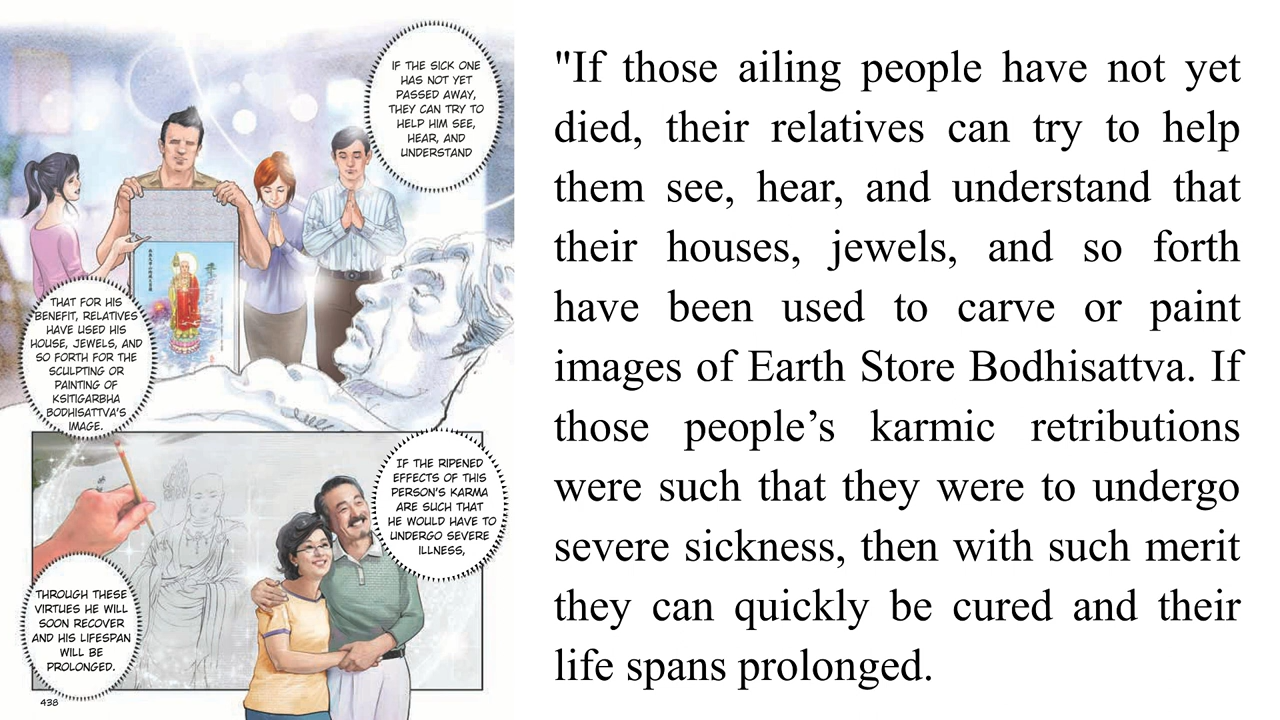 IF THE SICK ONE
HAS NOT YET
PASSED AWAY,
THEY CAN TRY TO
HELP HIM SEE,
HEAR, AND
UNDERSTAND
THAT FOR HIS
BENEFIT, RELATIVES
HAVE USED HIS
HOUSE, JEWELS, AND
SO FORTH FOR THE
SCULPTING OR
PAINTING OF
KSITIGARBHA
BODHISATTVA'S
IMAGE.
IF THE RIPENED
EFFECTS OF THIS
PERSON'S KARMA
ARE SUCH THAT
HE WOULD HAVE TO
UNDERGO SEVERE
ILLNESS,
THROUGH THESE
VIRTUES HE WILL
SOON RECOVER
AND HIS LIFESPAN
WILL BE
PROLONGED.
438
"If those ailing people have not yet
died, their relatives can try to help
them see, hear, and understand that
their houses, jewels, and so forth
have been used to carve or paint
images of Earth Store Bodhisattva. If
those people’s karmic retributions
were such that they were to undergo
severe sickness, then with such merit
they can quickly be cured and their
life spans prolonged.